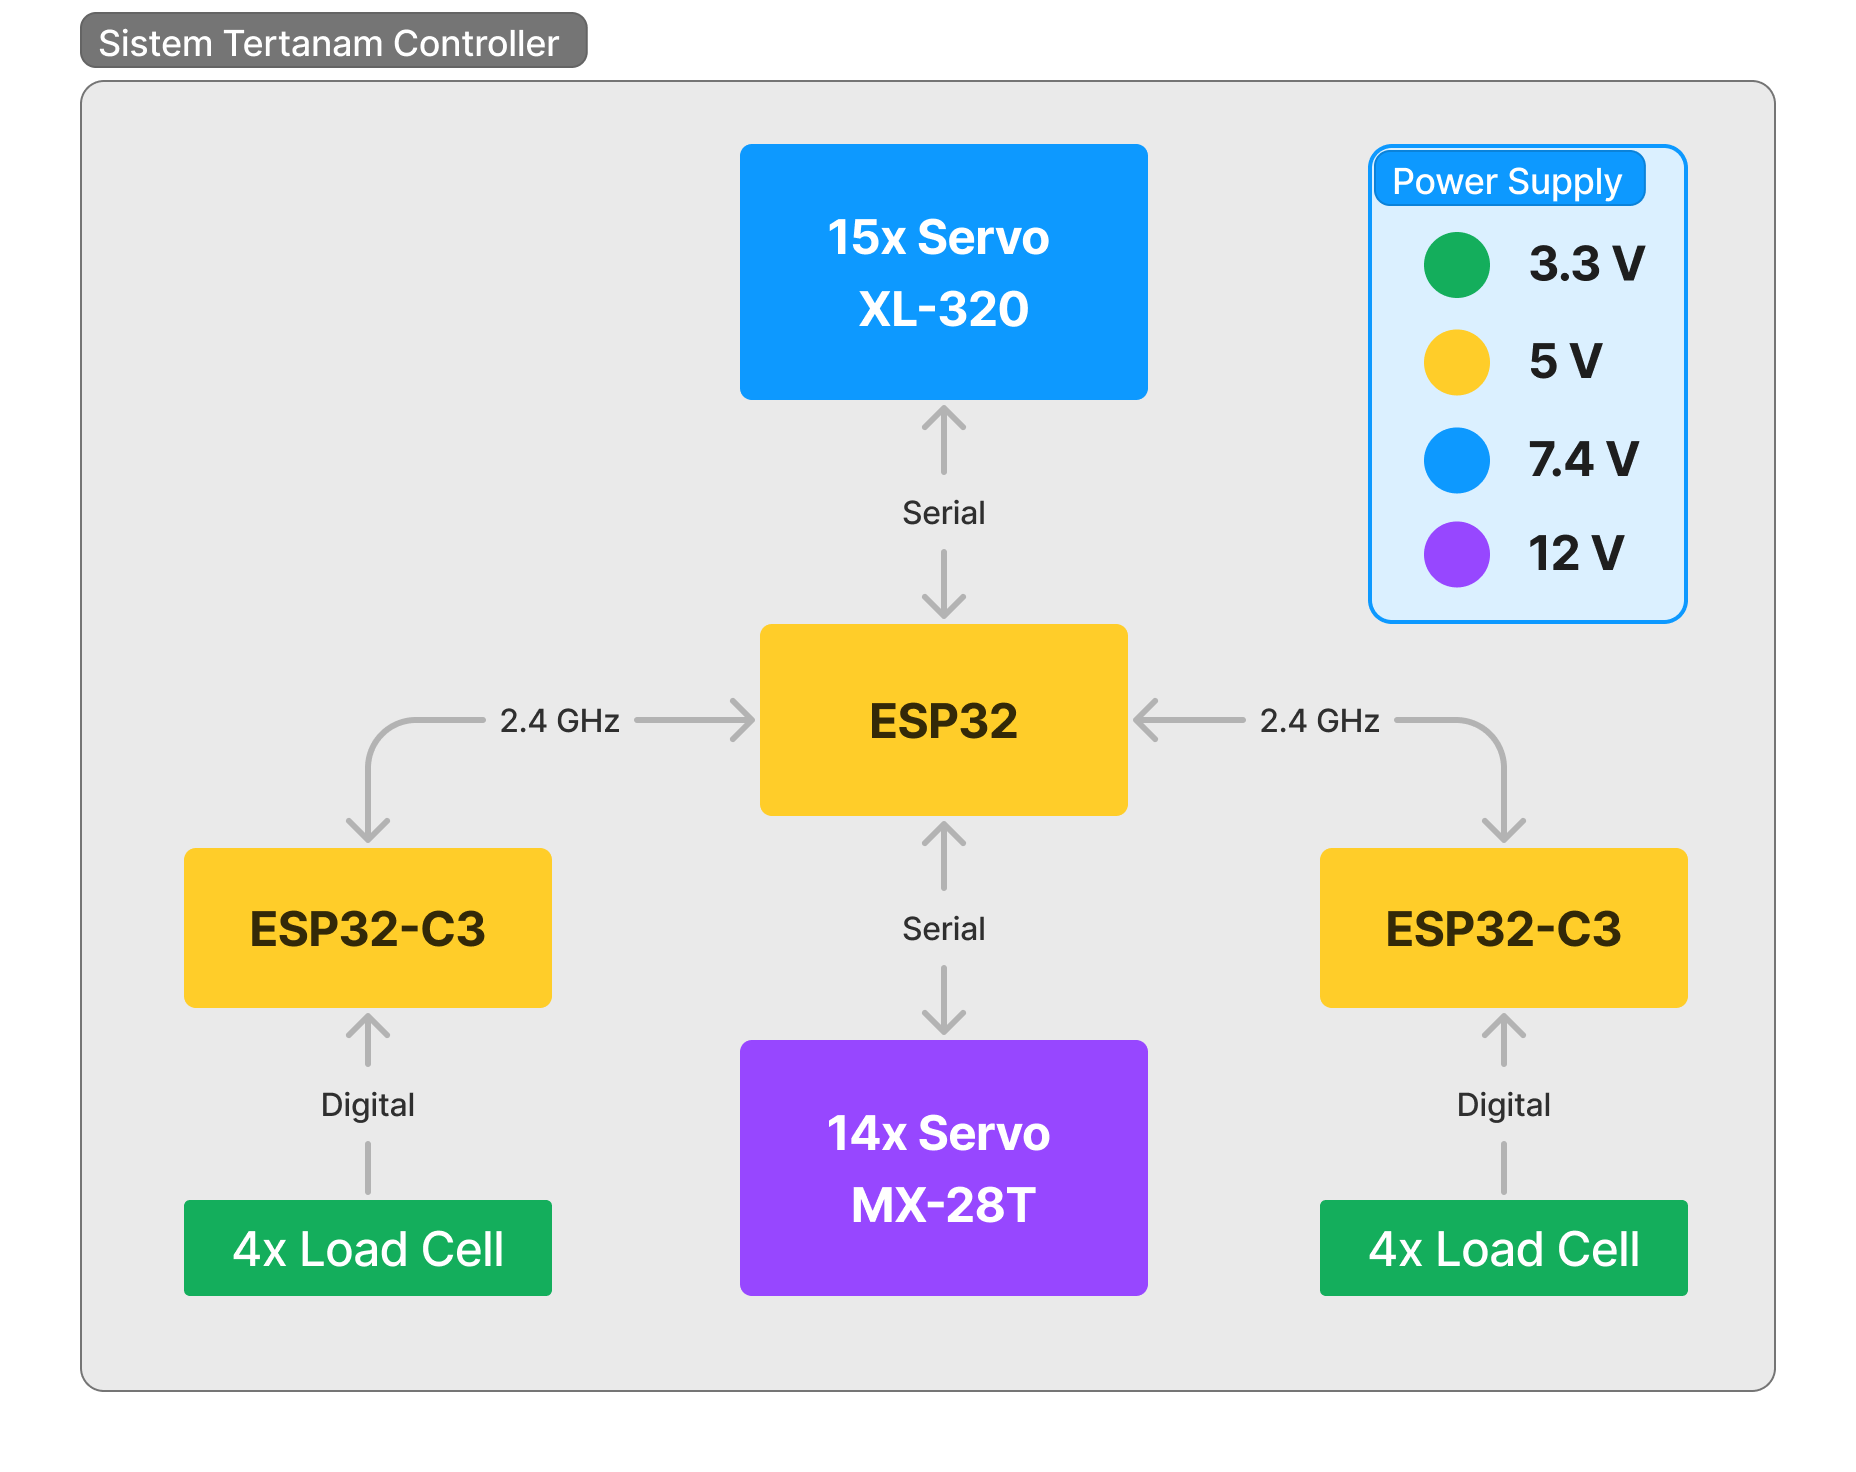 Sistem Tertanam Controller
15x Servo
XL-320
Power Supply
3.3 V
5 V
7.4 V
12 V
Serial
2.4 GHz
ESP32
2.4 GHz
ESP32-C3
Serial
ESP32-C3
Digital
14x Servo
MX-28T
Digital
4x Load Cell
4x Load Cell